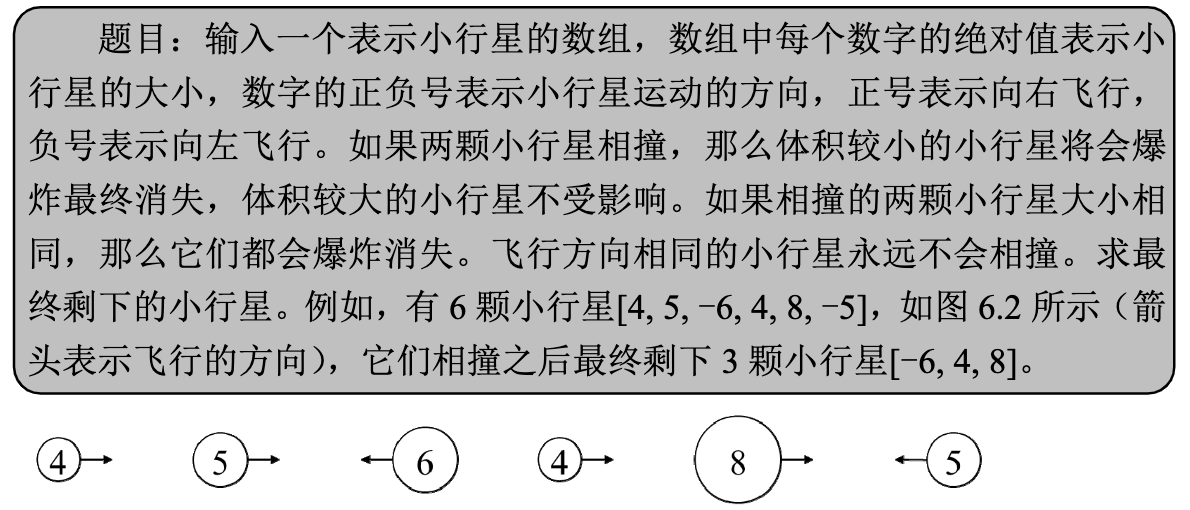 题目：输入一个表示小行星的数组，数组中每个数字的绝对值表示小
行星的大小，数字的正负号表示小行星运动的方向，正号表示向右飞行，
负号表示向左飞行。如果两颗小行星相撞，那么体积较小的小行星将会爆
炸最终消失，体积较大的小行星不受影响。如果相撞的两颗小行星大小相
同，那么它们都会爆炸消失。飞行方向相同的小行星永远不会相撞。求最
终剩下的小行星。例如，有 6 颗小行星[4, 5, −6, 4, 8, −5]，如图 6.2 所示（箭
头表示飞行的方向），它们相撞之后最终剩下 3 颗小行星[−6, 4, 8]。
4 5 6 4 8 5